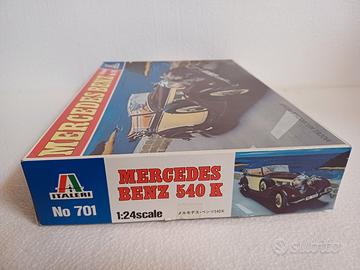 MERCEDES BENZ
ITALERI
No 701
MERCEDES
BENZ 540 K
1:24scale
メルセデス・ベンツ540K
subito